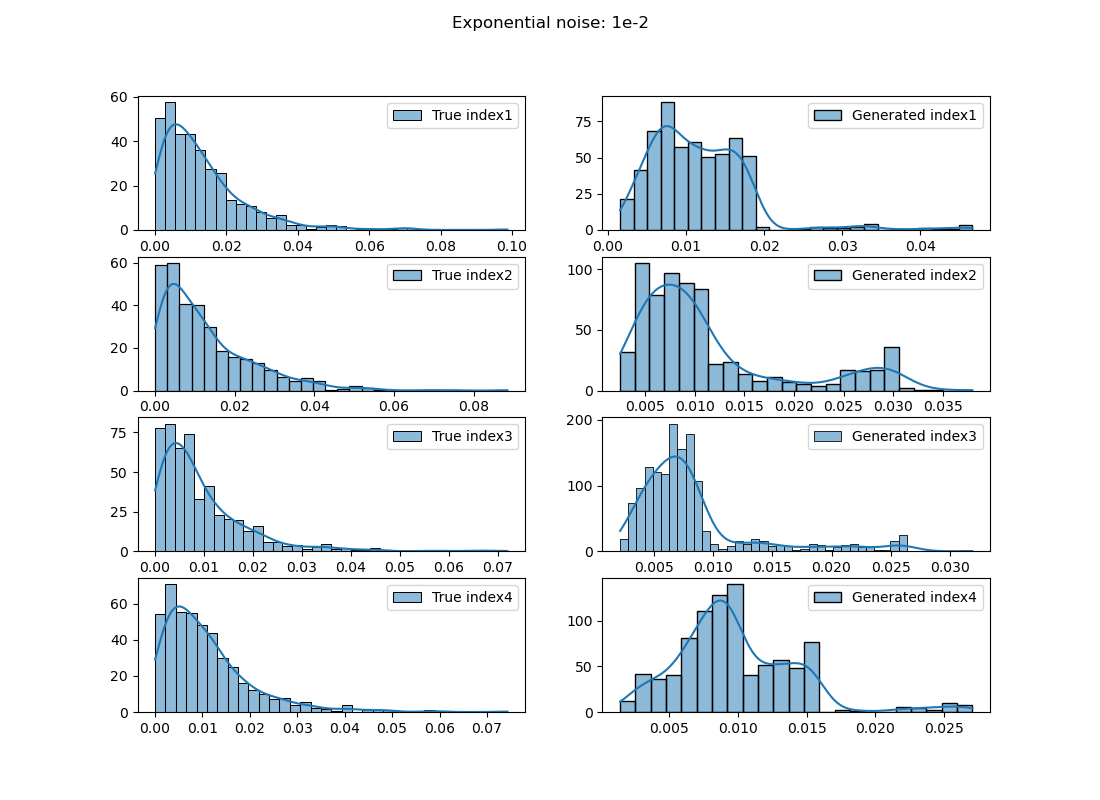 Exponential noise: 1e-2
60
40
20
0
True index1
0.00 0.02 0.04 0.06 0.08 0.10
75
50
25
0
Generated index1
0.00 0.01 0.02 0.03 0.04
60
40
20
0
True index2
0.00 0.02 0.04 0.06 0.08
100
50
0
Generated index2
0.005 0.010 0.015 0.020 0.025 0.030 0.035
75
50
25
0
True index3
0.00 0.01 0.02 0.03 0.04 0.05 0.06 0.07
200
100
0
Generated index3
0.005 0.010 0.015 0.020 0.025 0.030
60
40
20
0
True index4
0.00 0.01 0.02 0.03 0.04 0.05 0.06 0.07
100
50
0
Generated index4
0.005 0.010 0.015 0.020 0.025